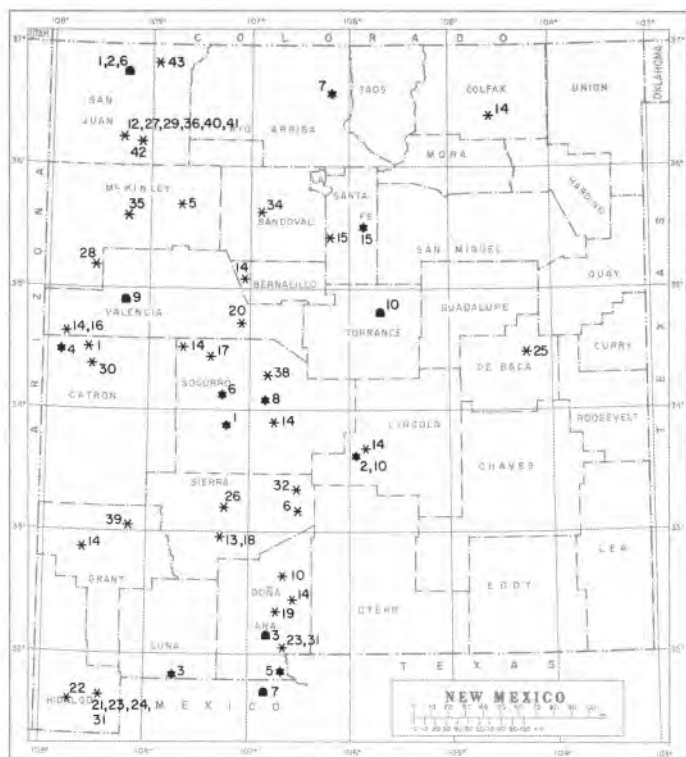 109° 108° 107° 106° 105° 104° 103°
UTAH
C O L O R A D O
OKLAHOMA
1,2,6
43
SAN
JUAN
7
TAOS
COLFAX
14
UNION
12,27,29,36,40,41
42
RIO
ARRIBA
MORA
36°
HARDING
McKINLEY
35
5
34
SANDOVAL
LA
SANTA
FE
15
15
SAN MIGUEL
28
14
BERNALILLO
QUAY
35°
9
VALENCIA
20
10
TORRANCE
GUADALUPE
14,16
4
1
30
14
17
SOCORRO
38
DE BACA
25
CURRY
CATRON
6
8
34°
1
14
LINCOLN
14
2,10
ROOSEVELT
CHAVES
SIERRA
26
32
6
33°
39
14
13,18
GRANT
LEA
EDDY
OTERO
10
DOÑA
14
19
ANA
3
23,31
LUNA
3
5
T E X A S
22
HIDALGO
21,23,24,
31
M E X I C O
7
NEW MEXICO
A R I Z O N A